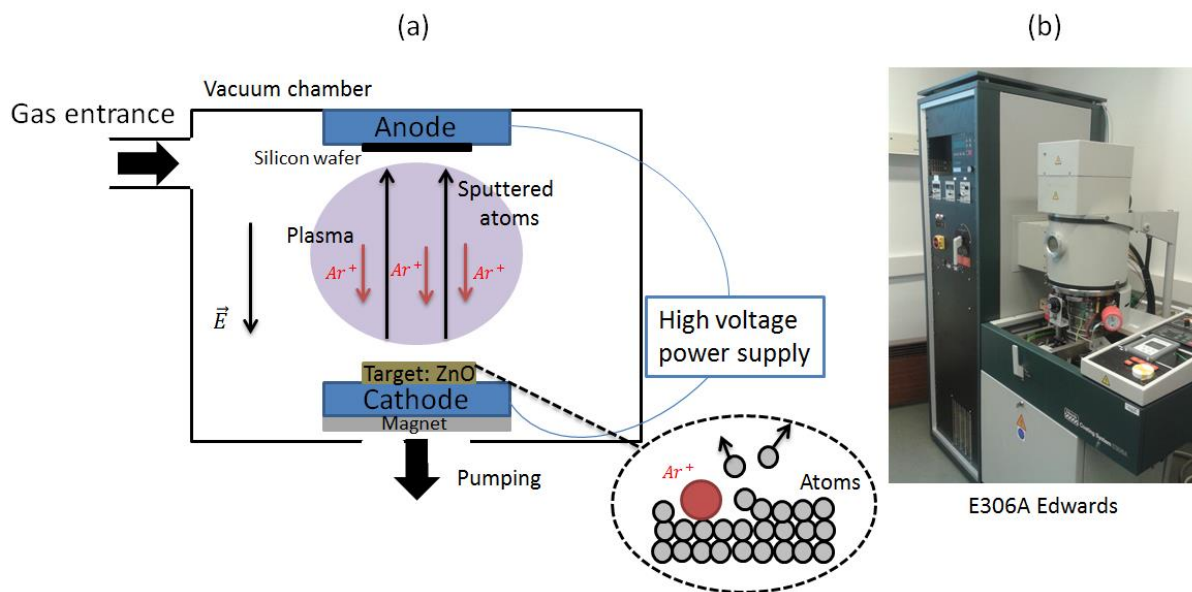 (a)
(b)
Vacuum chamber
Gas entrance
Anode
Silicon wafer
Sputtered
atoms
Plasma
Ar⁺
Ar⁺
Ar⁺
E⃗
High voltage
power supply
Target: ZnO
Cathode
Magnet
Pumping
Ar⁺
Atoms
E306A Edwards